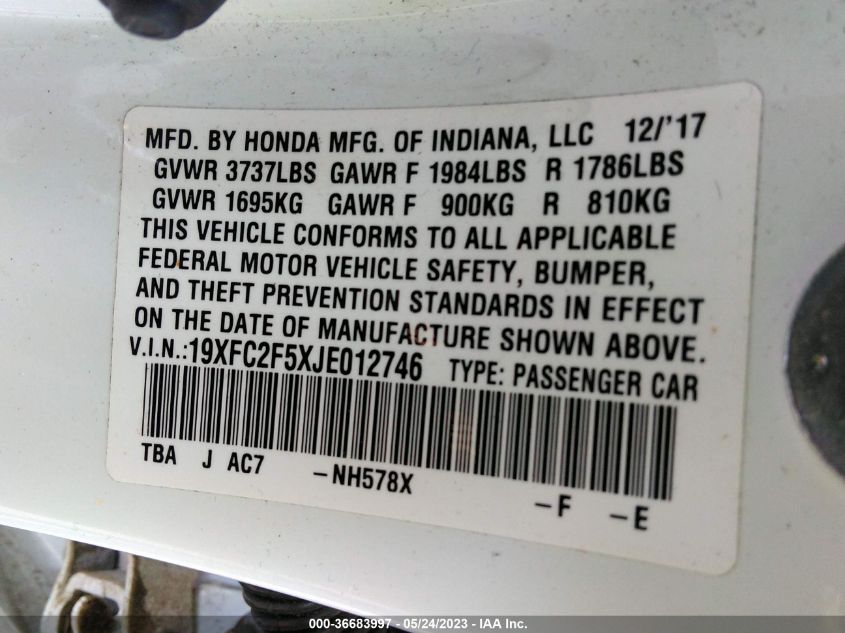 MFD. BY HONDA MFG. OF INDIANA, LLC 12/'17
GVWR 3737LBS GAWR F 1984LBS R 1786LBS
GVWR 1695KG GAWR F 900KG R 810KG
THIS VEHICLE CONFORMS TO ALL APPLICABLE
FEDERAL MOTOR VEHICLE SAFETY, BUMPER,
AND THEFT PREVENTION STANDARDS IN EFFECT
ON THE DATE OF MANUFACTURE SHOWN ABOVE.
V.I.N.:19XFC2F5XJE012746 TYPE: PASSENGER CAR
TBA J AC7 -NH578X -F -E
000-36683997 - 05/24/2023 - IAA Inc.